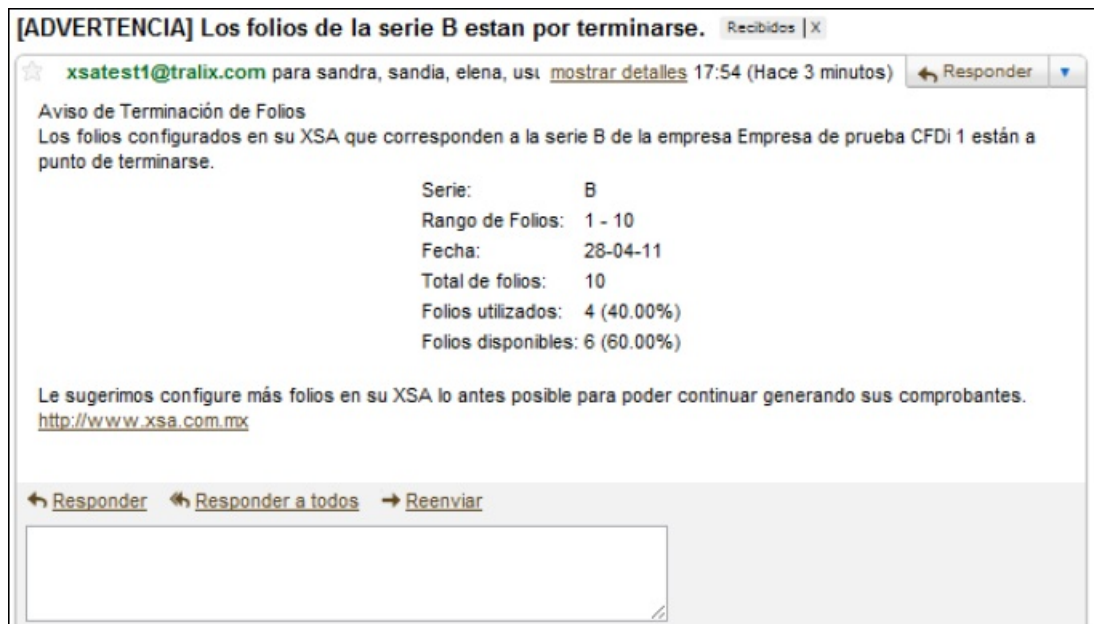 [ADVERTENCIA] Los folios de la serie B estan por terminarse. Recibidos | X
xsatest1@tralix.com para sandra, sandia, elena, usu mostrar detalles 17:54 (Hace 3 minutos) Responder
Aviso de Terminación de Folios
Los folios configurados en su XSA que corresponden a la serie B de la empresa Empresa de prueba CFDi 1 están a
punto de terminarse.
Serie: B
Rango de Folios: 1 - 10
Fecha: 28-04-11
Total de folios: 10
Folios utilizados: 4 (40.00%)
Folios disponibles: 6 (60.00%)
Le sugerimos configure más folios en su XSA lo antes posible para poder continuar generando sus comprobantes.
http://www.xsa.com.mx
Responder Responder a todos Reenviar